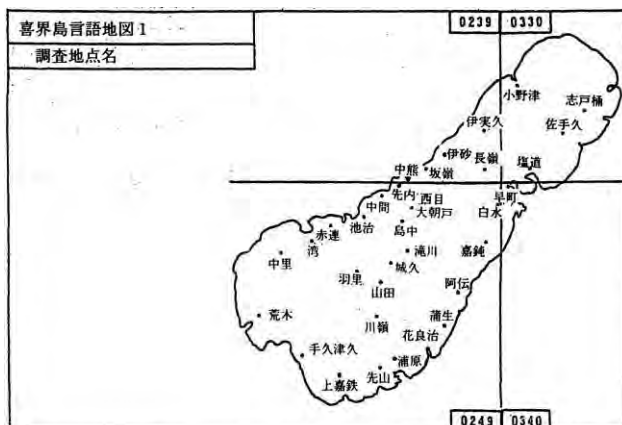 喜界島言語地図1
調査地点名
0239 0330
小野津
志戸桶
伊実久
佐手久
伊砂
長嶺
塩道
坂嶺
中熊
先内
早町
西目
中間
大朝戸
白水
池治
島中
赤連
湾
滝川
嘉鈍
中里
城久
羽里
山田
阿伝
荒木
川嶺
蒲生
花良治
手久津久
浦原
先山
上嘉鉄
0249 0340